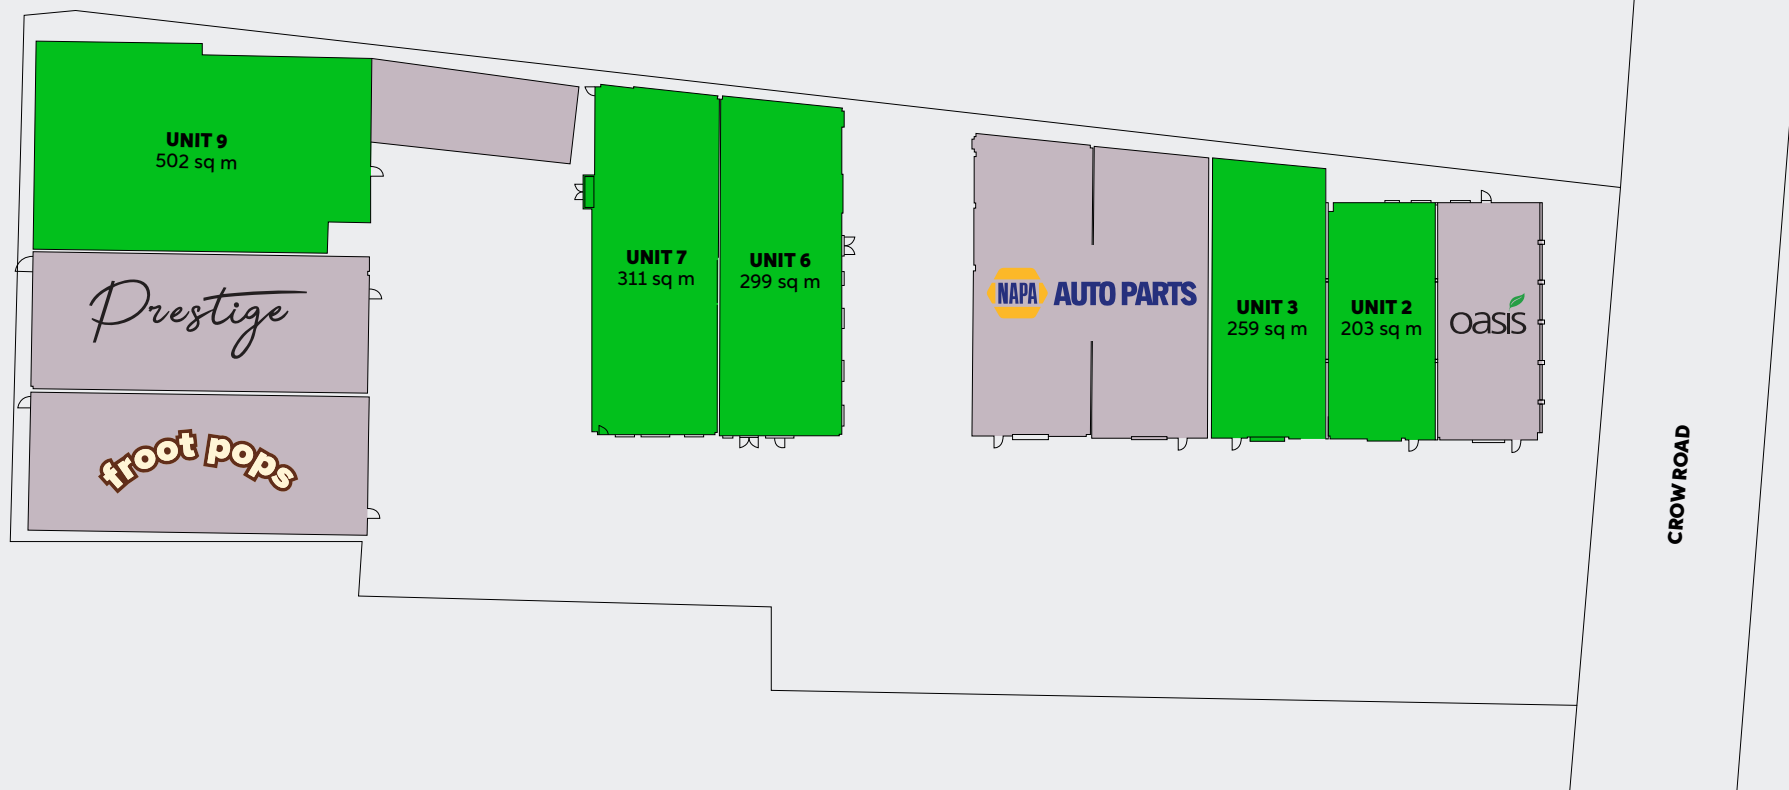 UNIT 9
502 sq m
Prestige
froot pops
UNIT 7
311 sq m
UNIT 6
299 sq m
NAPA AUTO PARTS
UNIT 3
259 sq m
UNIT 2
203 sq m
oasis
CROW ROAD